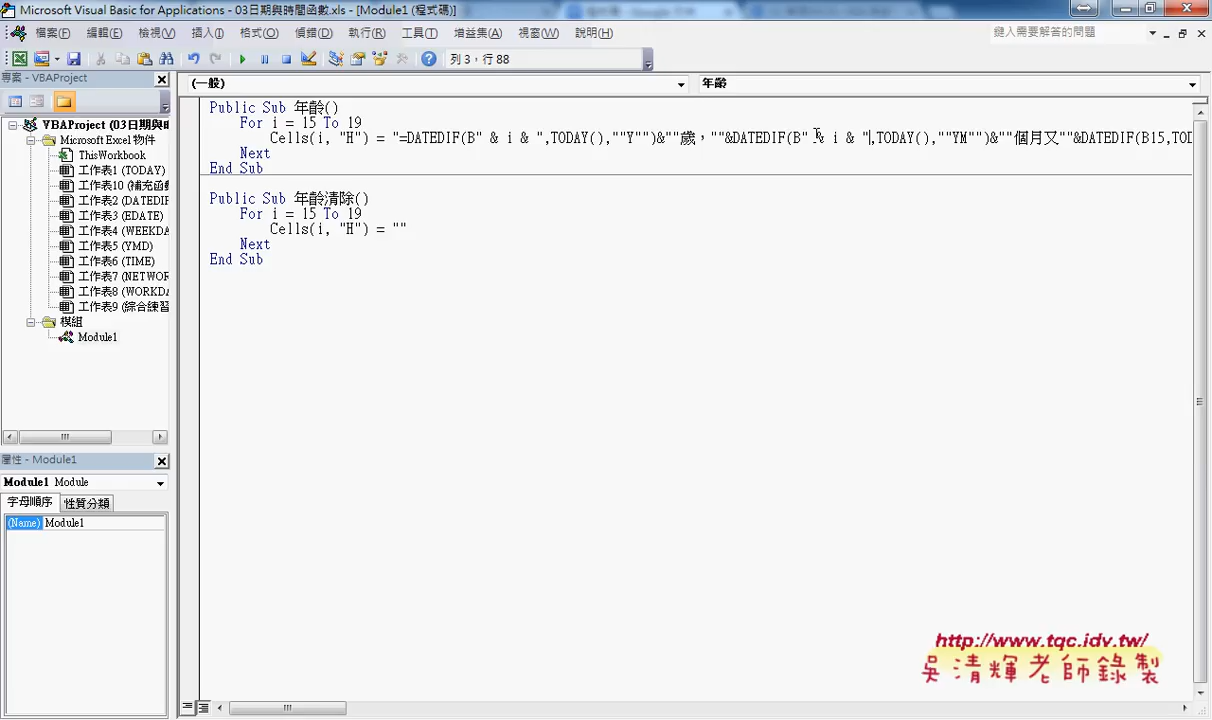 Microsoft Visual Basic for Applications - 03日期與時間函數.xls - [Module1 (程式碼)]
檔案(F) 編輯(E) 檢視(V) 插入(I) 格式(O) 偵錯(D) 執行(R) 工具(T) 增益集(A) 視窗(W) 說明(H) 鍵入需要解答的問題
列 3，行 88
專案 - VBAProject
(一般) 年齡
VBAProject (03日期
Microsoft Excel 物件
ThisWorkbook
工作表1 (TODAY)
工作表10 (補充函
工作表2 (DATEDIF
工作表3 (EDATE)
工作表4 (WEEKDA
工作表5 (YMD)
工作表6 (TIME)
工作表7 (NETWOR
工作表8 (WORKDA
工作表9 (綜合練習
模組
Module1
Public Sub 年齡()
For i = 15 To 19
Cells(i, "H") = "=DATEDIF(B" & i & ",TODAY(),""Y"")&""歲，""&DATEDIF(B" & i & ",TODAY(),""YM"")&""個月又""&DATEDIF(B15,TOD
Next
End Sub
Public Sub 年齡清除()
For i = 15 To 19
Cells(i, "H") = ""
Next
End Sub
屬性 - Module1
Module1 Module
字母順序 性質分類
(Name) Module1
http://www.tqc.idv.tw/
吳清輝老師錄製